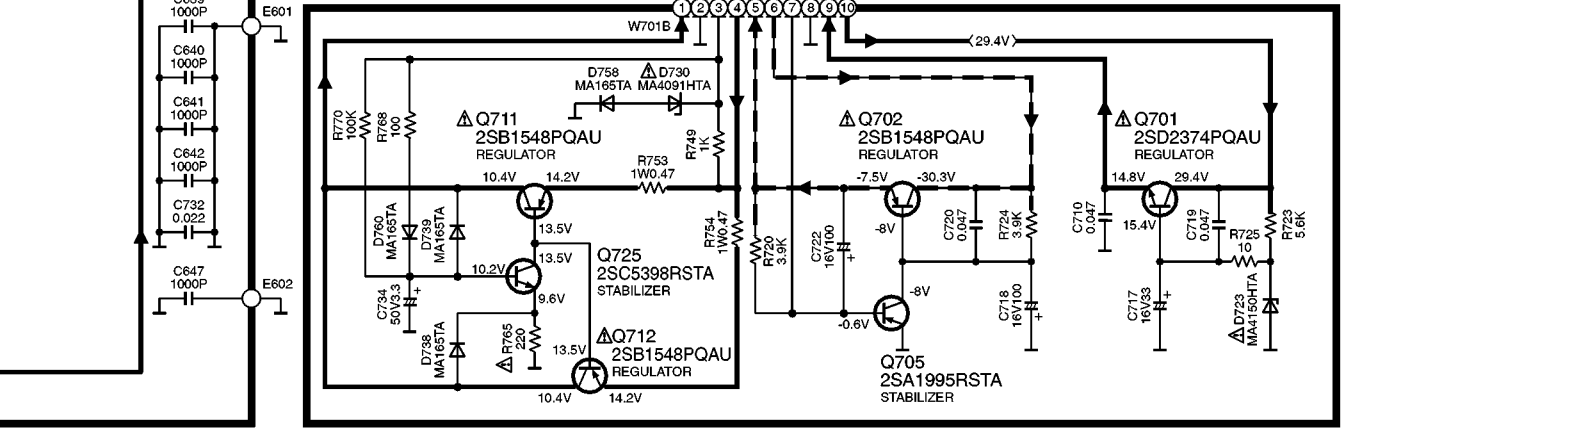 1000P
E601
C640
1000P
C641
1000P
C642
1000P
C732
0.022
C647
1000P
E602
W701B
1 2 3 4 5 6 7 8 9 10
29.4V
D758
MA165TA
D730
MA4091HTA
R770
100K
R768
100
Q711
2SB1548PQAU
REGULATOR
R749
1K
R753
1W0.47
10.4V
14.2V
13.5V
D760
MA165TA
D739
MA165TA
R754
1W0.47
10.2V
13.5V
9.6V
Q725
2SC5398RSTA
STABILIZER
C734
50V3.3
+
D738
MA165TA
R765
220
Q712
2SB1548PQAU
REGULATOR
13.5V
10.4V
14.2V
Q702
2SB1548PQAU
REGULATOR
-7.5V
-30.3V
-8V
R720
3.9K
C722
16V100
+
C720
0.047
R724
3.9K
-8V
-0.6V
C718
16V100
+
Q705
2SA1995RSTA
STABILIZER
Q701
2SD2374PQAU
REGULATOR
14.8V
29.4V
15.4V
C710
0.047
C719
0.047
R725
10
R723
5.6K
C717
16V33
+
D723
MA4150HTA